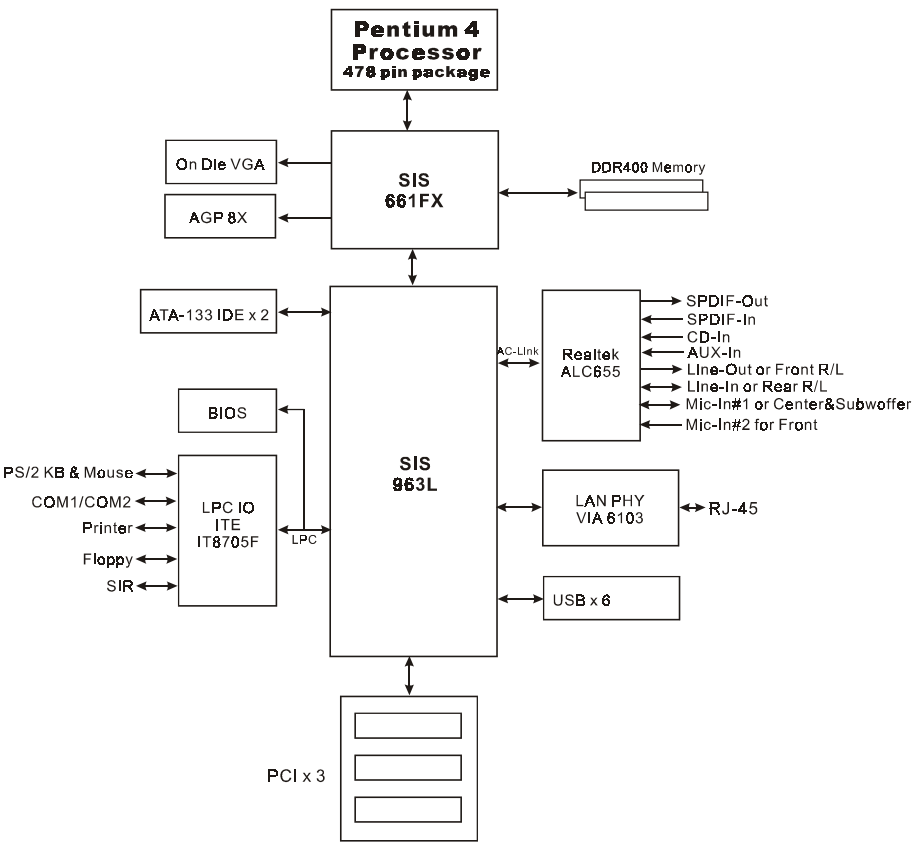 Pentium 4
Processor
478 pin package
On Die VGA
SIS
661FX
DDR400 Memory
AGP 8X
ATA-133 IDE x 2
SPDIF-Out
SPDIF-In
CD-In
AUX-In
Line-Out or Front R/L
Line-In or Rear R/L
Mic-In#1 or Center&Subwoffer
Mic-In#2 for Front
AC-Link
Realtek
ALC655
BIOS
SIS
963L
PS/2 KB & Mouse
COM1/COM2
Printer
Floppy
SIR
LPC IO
ITE
IT8705F
LPC
LAN PHY
VIA 6103
RJ-45
USB x 6
PCI x 3